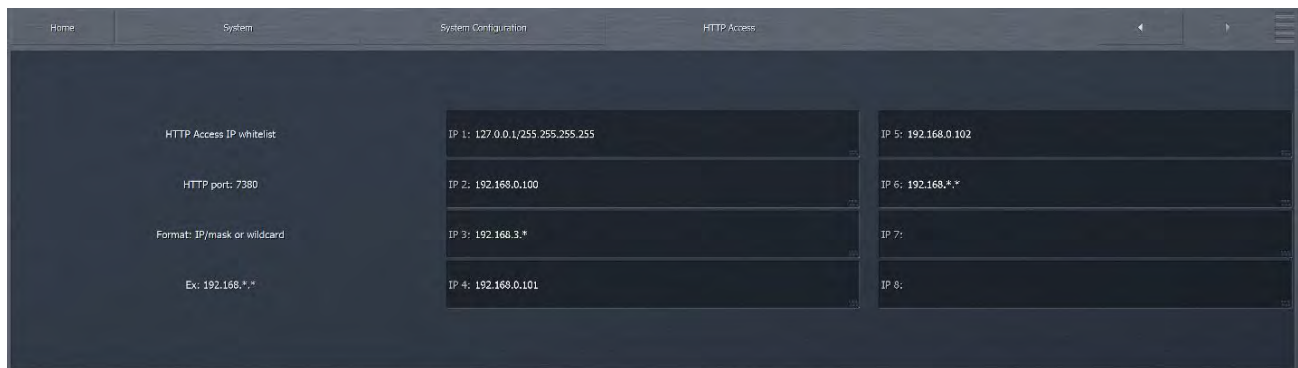 Home System System Configuration HTTP Access
HTTP Access IP whitelist IP 1: 127.0.0.1/255.255.255.255 IP 5: 192.168.0.102
HTTP port: 7380 IP 2: 192.168.0.100 IP 6: 192.168.*.*
Format: IP/mask or wildcard IP 3: 192.168.3.* IP 7:
Ex: 192.168.*.* IP 4: 192.168.0.101 IP 8: